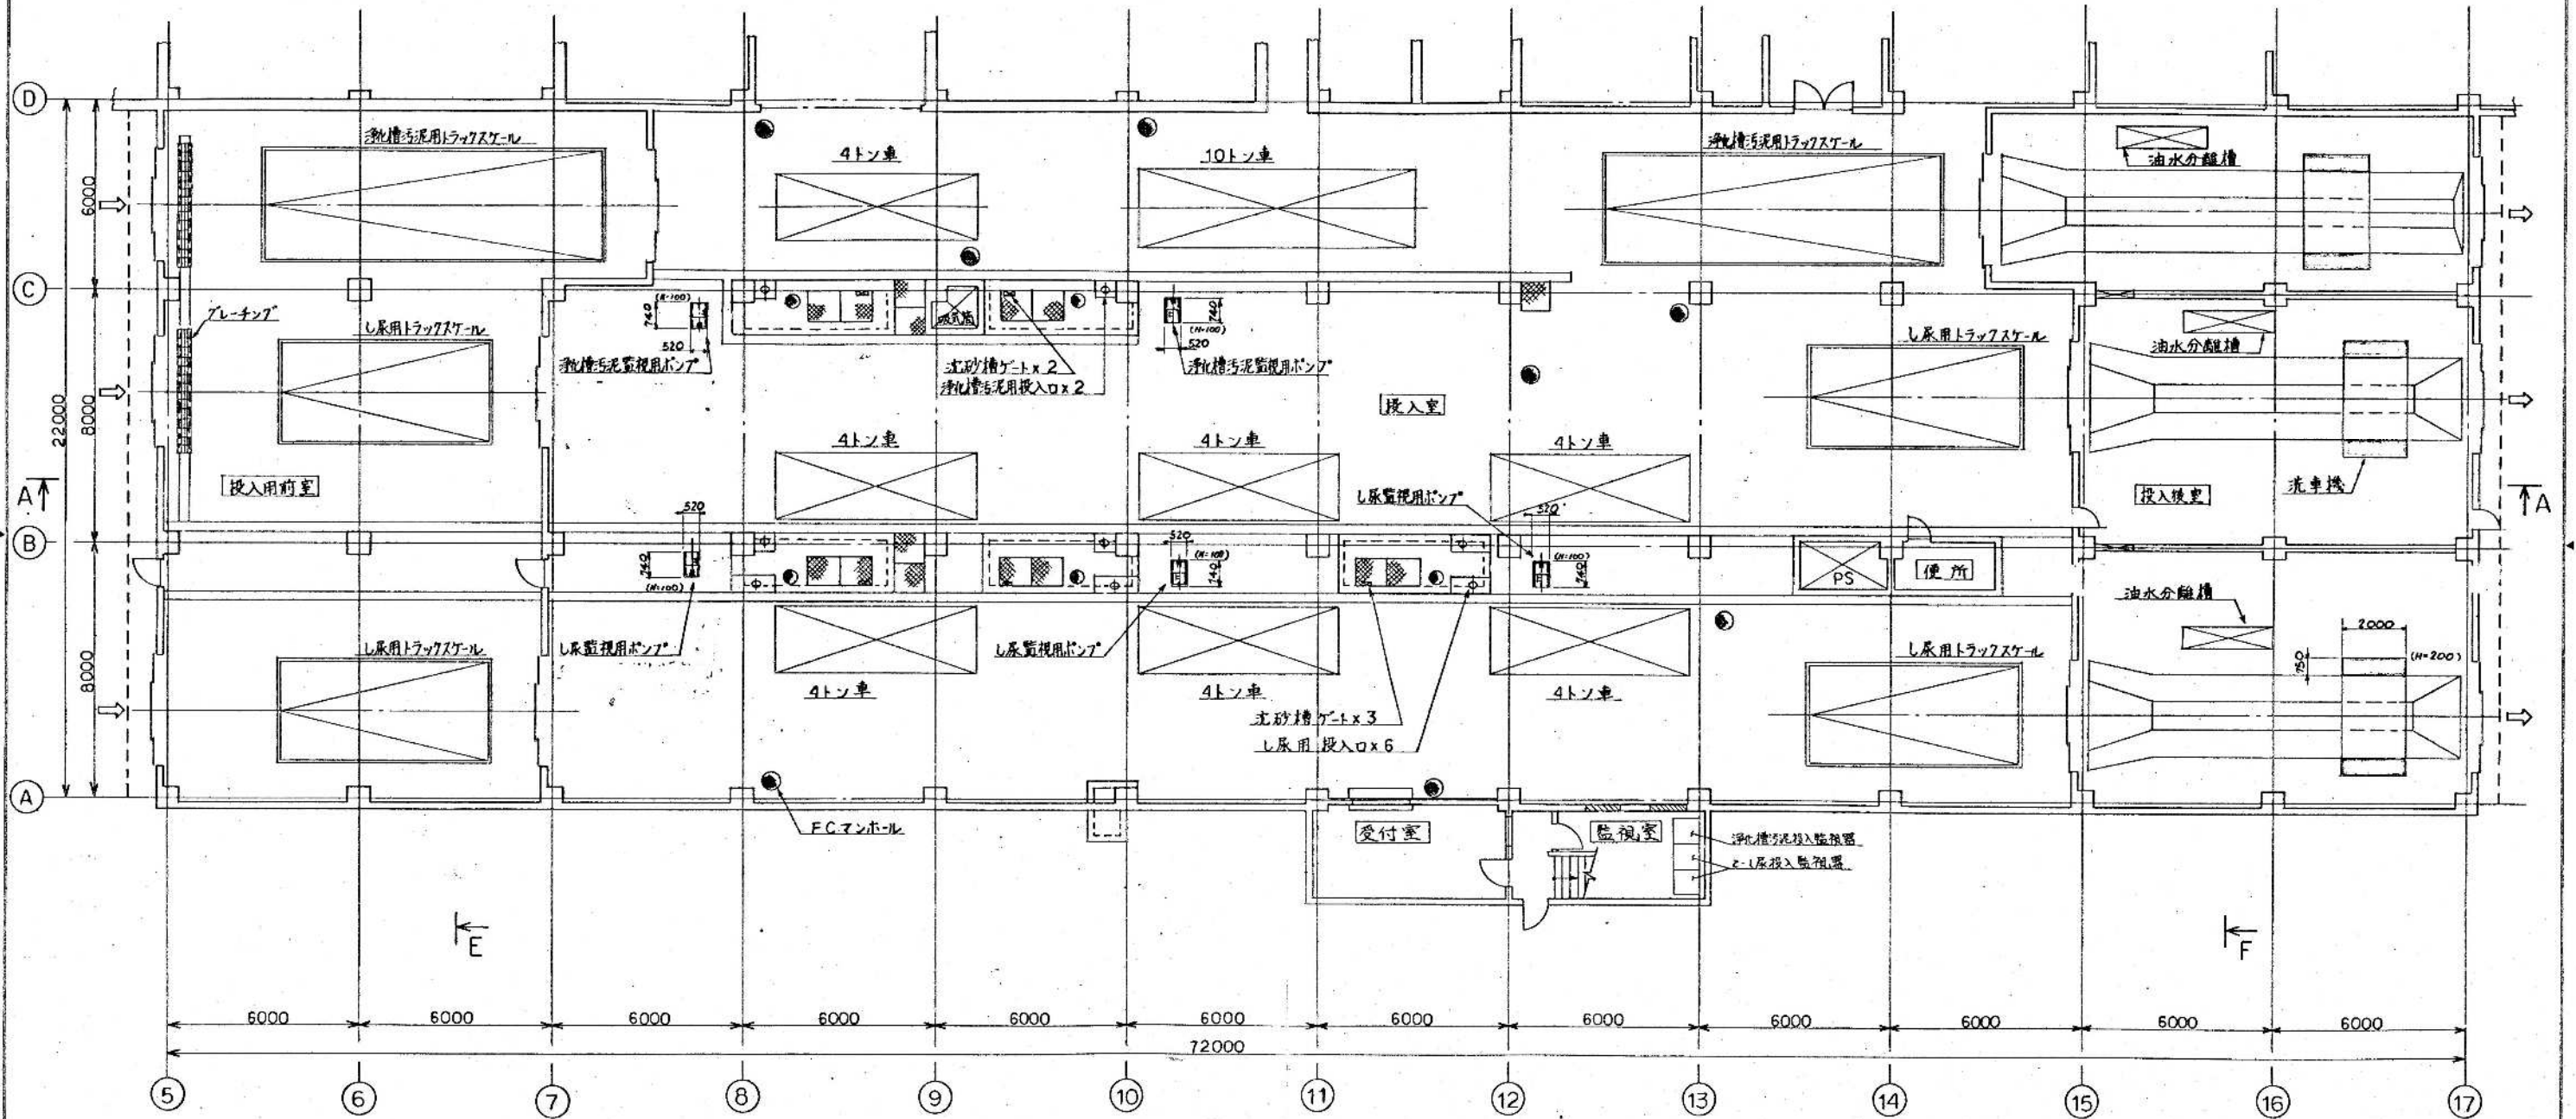 D
浄化槽汚泥用トラックスケール
4トン車
10トン車
浄化槽汚泥用トラックスケール
油水分離槽
6000
C
グレーチング
し尿用トラックスケール
(H=100)
740
520
浄化槽汚泥監視用ポンプ
沈砂槽ゲート×2
浄化槽汚泥用投入口×2
740
(H=100)
520
浄化槽汚泥監視用ポンプ
投入室
し尿用トラックスケール
油水分離槽
22000
8000
4トン車
4トン車
4トン車
A
投入用前室
し尿監視用ポンプ
投入後室
洗車機
A
B
520
740
(H=100)
520
(H=100)
740
520
(H=100)
740
PS
便所
油水分離槽
8000
し尿用トラックスケール
し尿監視用ポンプ
し尿監視用ポンプ
し尿用トラックスケール
2000
750
(H=200)
4トン車
4トン車
4トン車
沈砂槽ゲート×3
し尿用投入口×6
A
FCマンホール
受付室
監視室
浄化槽汚泥投入監視器
2-し尿投入監視器
E
F
6000
6000
6000
6000
6000
6000
6000
6000
6000
6000
6000
6000
72000
5
6
7
8
9
10
11
12
13
14
15
16
17